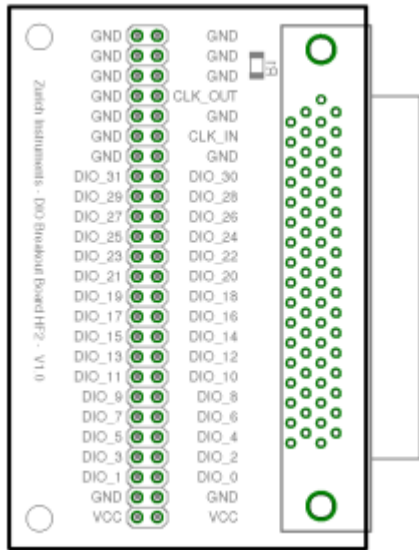 GND GND
GND GND
GND GND
GND CLK_OUT
GND GND
GND CLK_IN
GND GND
DIO_31 DIO_30
DIO_29 DIO_28
DIO_27 DIO_26
DIO_25 DIO_24
DIO_23 DIO_22
DIO_21 DIO_20
DIO_19 DIO_18
DIO_17 DIO_16
DIO_15 DIO_14
DIO_13 DIO_12
DIO_11 DIO_10
DIO_9 DIO_8
DIO_7 DIO_6
DIO_5 DIO_4
DIO_3 DIO_2
DIO_1 DIO_0
GND GND
VCC VCC
Zurich Instruments - DIO Breakout Board HF2 - V1.0
R1